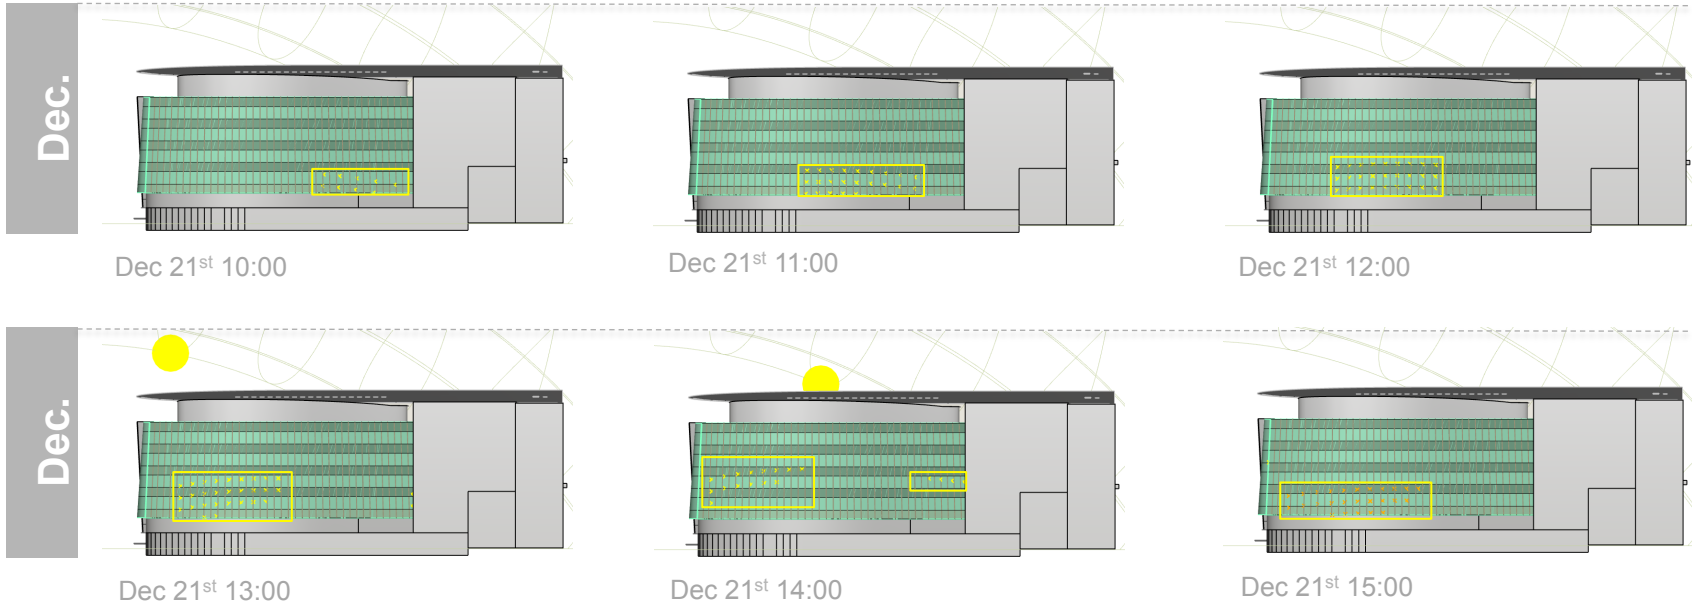 Dec.
Dec 21st 10:00
Dec 21st 11:00
Dec 21st 12:00
Dec.
Dec 21st 13:00
Dec 21st 14:00
Dec 21st 15:00